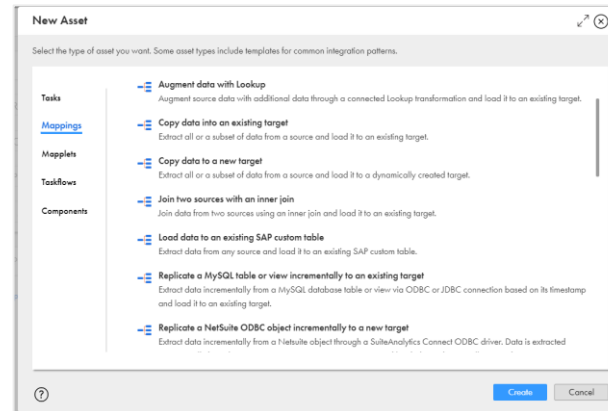 New Asset
Select the type of asset you want. Some asset types include templates for common integration patterns.
Tasks
Mappings
Mapplets
Taskflows
Components
Augment data with Lookup
Augment source data with additional data through a connected Lookup transformation and load it to an existing target.
Copy data into an existing target
Extract all or a subset of data from a source and load it to an existing target.
Copy data to a new target
Extract all or a subset of data from a source and load it to a dynamically created target.
Join two sources with an inner join
Join data from two sources using an inner join and load it to an existing target.
Load data to an existing SAP custom table
Extract data from any source and load it to an existing SAP custom table.
Replicate a MySQL table or view incrementally to an existing target
Extract data incrementally from a MySQL database table or view via ODBC or JDBC connection based on its timestamp
and load it to an existing target.
Replicate a NetSuite ODBC object incrementally to a new target
Extract data incrementally from a Netsuite object through a SuiteAnalytics Connect ODBC driver. Data is extracted
?
Create
Cancel